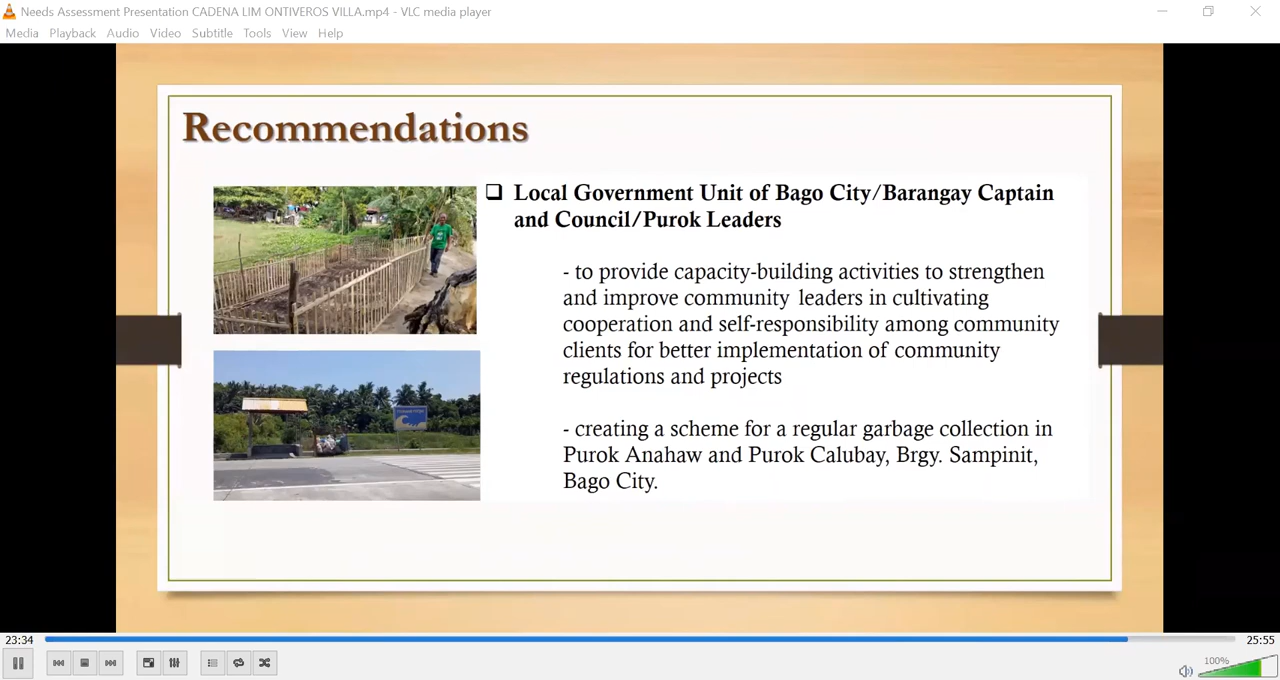 Needs Assessment Presentation CADENA LIM ONTIVEROS VILLA.mp4 - VLC media player
Media Playback Audio Video Subtitle Tools View Help
Recommendations
Local Government Unit of Bago City/Barangay Captain
and Council/Purok Leaders
- to provide capacity-building activities to strengthen
and improve community leaders in cultivating
cooperation and self-responsibility among community
clients for better implementation of community
regulations and projects
- creating a scheme for a regular garbage collection in
Purok Anahaw and Purok Calubay, Brgy. Sampinit,
Bago City.
23:34
25:55
100%